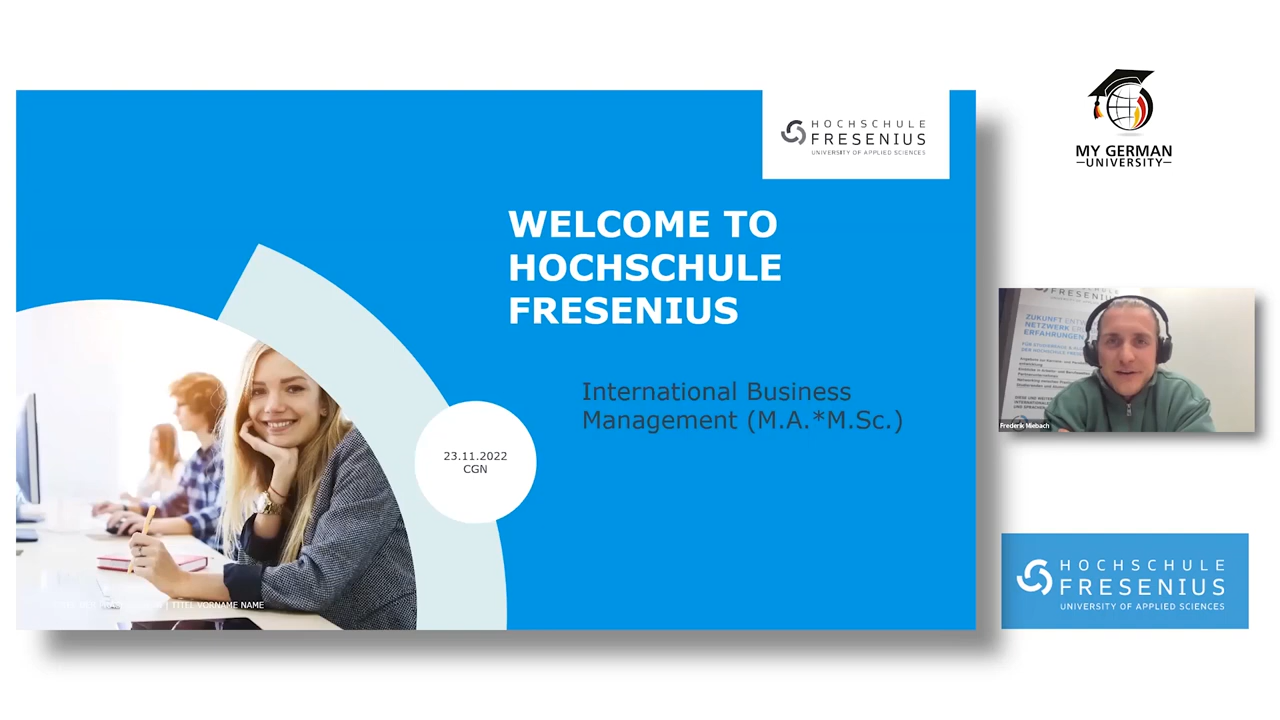 HOCHSCHULE
FRESENIUS
UNIVERSITY OF APPLIED SCIENCES
WELCOME TO
HOCHSCHULE
FRESENIUS
International Business
Management (M.A.*M.Sc.)
23.11.2022
CGN
| TITEL VORNAME NAME
MY GERMAN
UNIVERSITY
FRESENIUS
ZUKUNFT
NETZWERK
ERFAHRUNGEN
Frederik Miebach
HOCHSCHULE
FRESENIUS
UNIVERSITY OF APPLIED SCIENCES